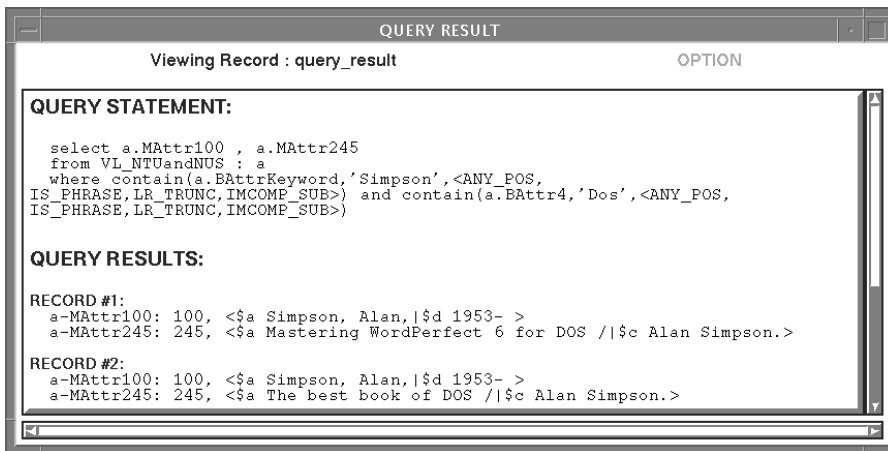 QUERY RESULT
Viewing Record : query_result
OPTION
QUERY STATEMENT:
select a.MAttr100 , a.MAttr245
from VL_NTUandNUS : a
where contain(a.BAttrKeyword,'Simpson',<ANY_POS,
IS_PHRASE,LR_TRUNC,IMCOMP_SUB>) and contain(a.BAttr4,'Dos',<ANY_POS,
IS_PHRASE,LR_TRUNC,IMCOMP_SUB>)
QUERY RESULTS:
RECORD #1:
a-MAttr100: 100, <$a Simpson, Alan,|$d 1953- >
a-MAttr245: 245, <$a Mastering WordPerfect 6 for DOS /|$c Alan Simpson.>
RECORD #2:
a-MAttr100: 100, <$a Simpson, Alan,|$d 1953- >
a-MAttr245: 245, <$a The best book of DOS /|$c Alan Simpson.>